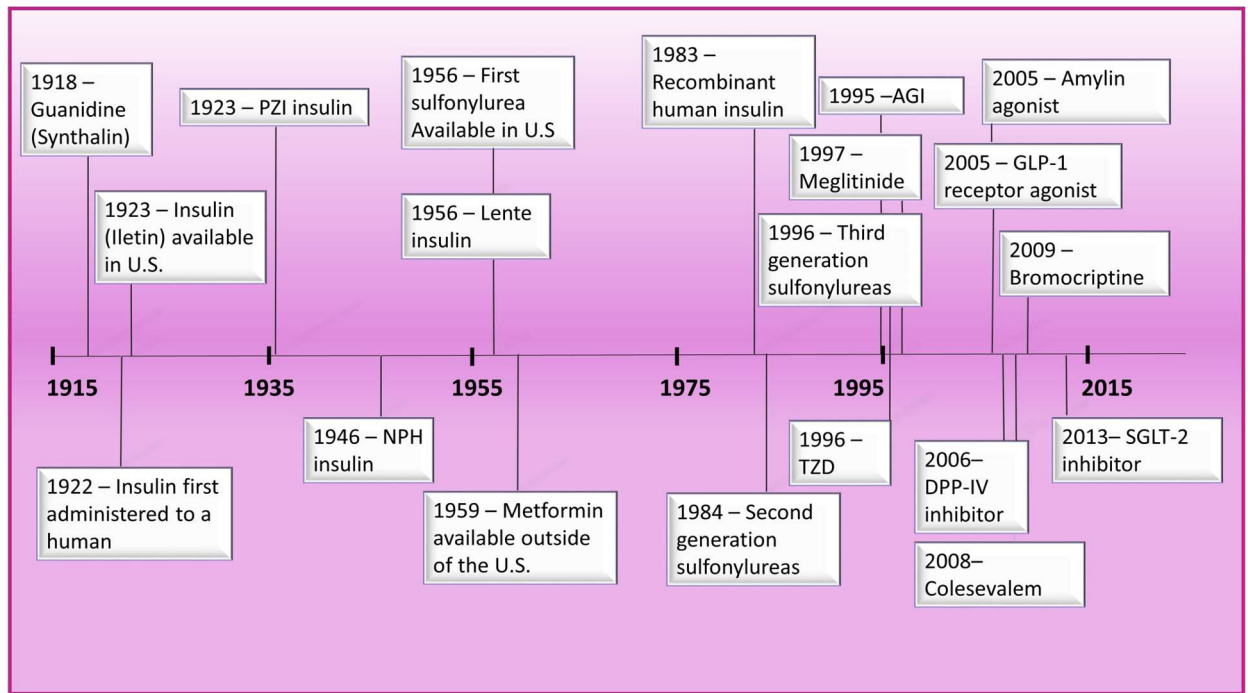 1918 –
Guanidine
(Synthalin)
1923 – PZI insulin
1923 – Insulin
(Iletin) available
in U.S.
1956 – First
sulfonylurea
Available in U.S
1956 – Lente
insulin
1983 –
Recombinant
human insulin
1995 –AGI
1997 –
Meglitinide
1996 – Third
generation
sulfonylureas
2005 – Amylin
agonist
2005 – GLP-1
receptor agonist
2009 –
Bromocriptine
1915
1935
1955
1975
1995
2015
1922 – Insulin first
administered to a
human
1946 – NPH
insulin
1959 – Metformin
available outside
of the U.S.
1984 – Second
generation
sulfonylureas
1996 –
TZD
2006–
DPP-IV
inhibitor
2008–
Colesevalem
2013– SGLT-2
inhibitor